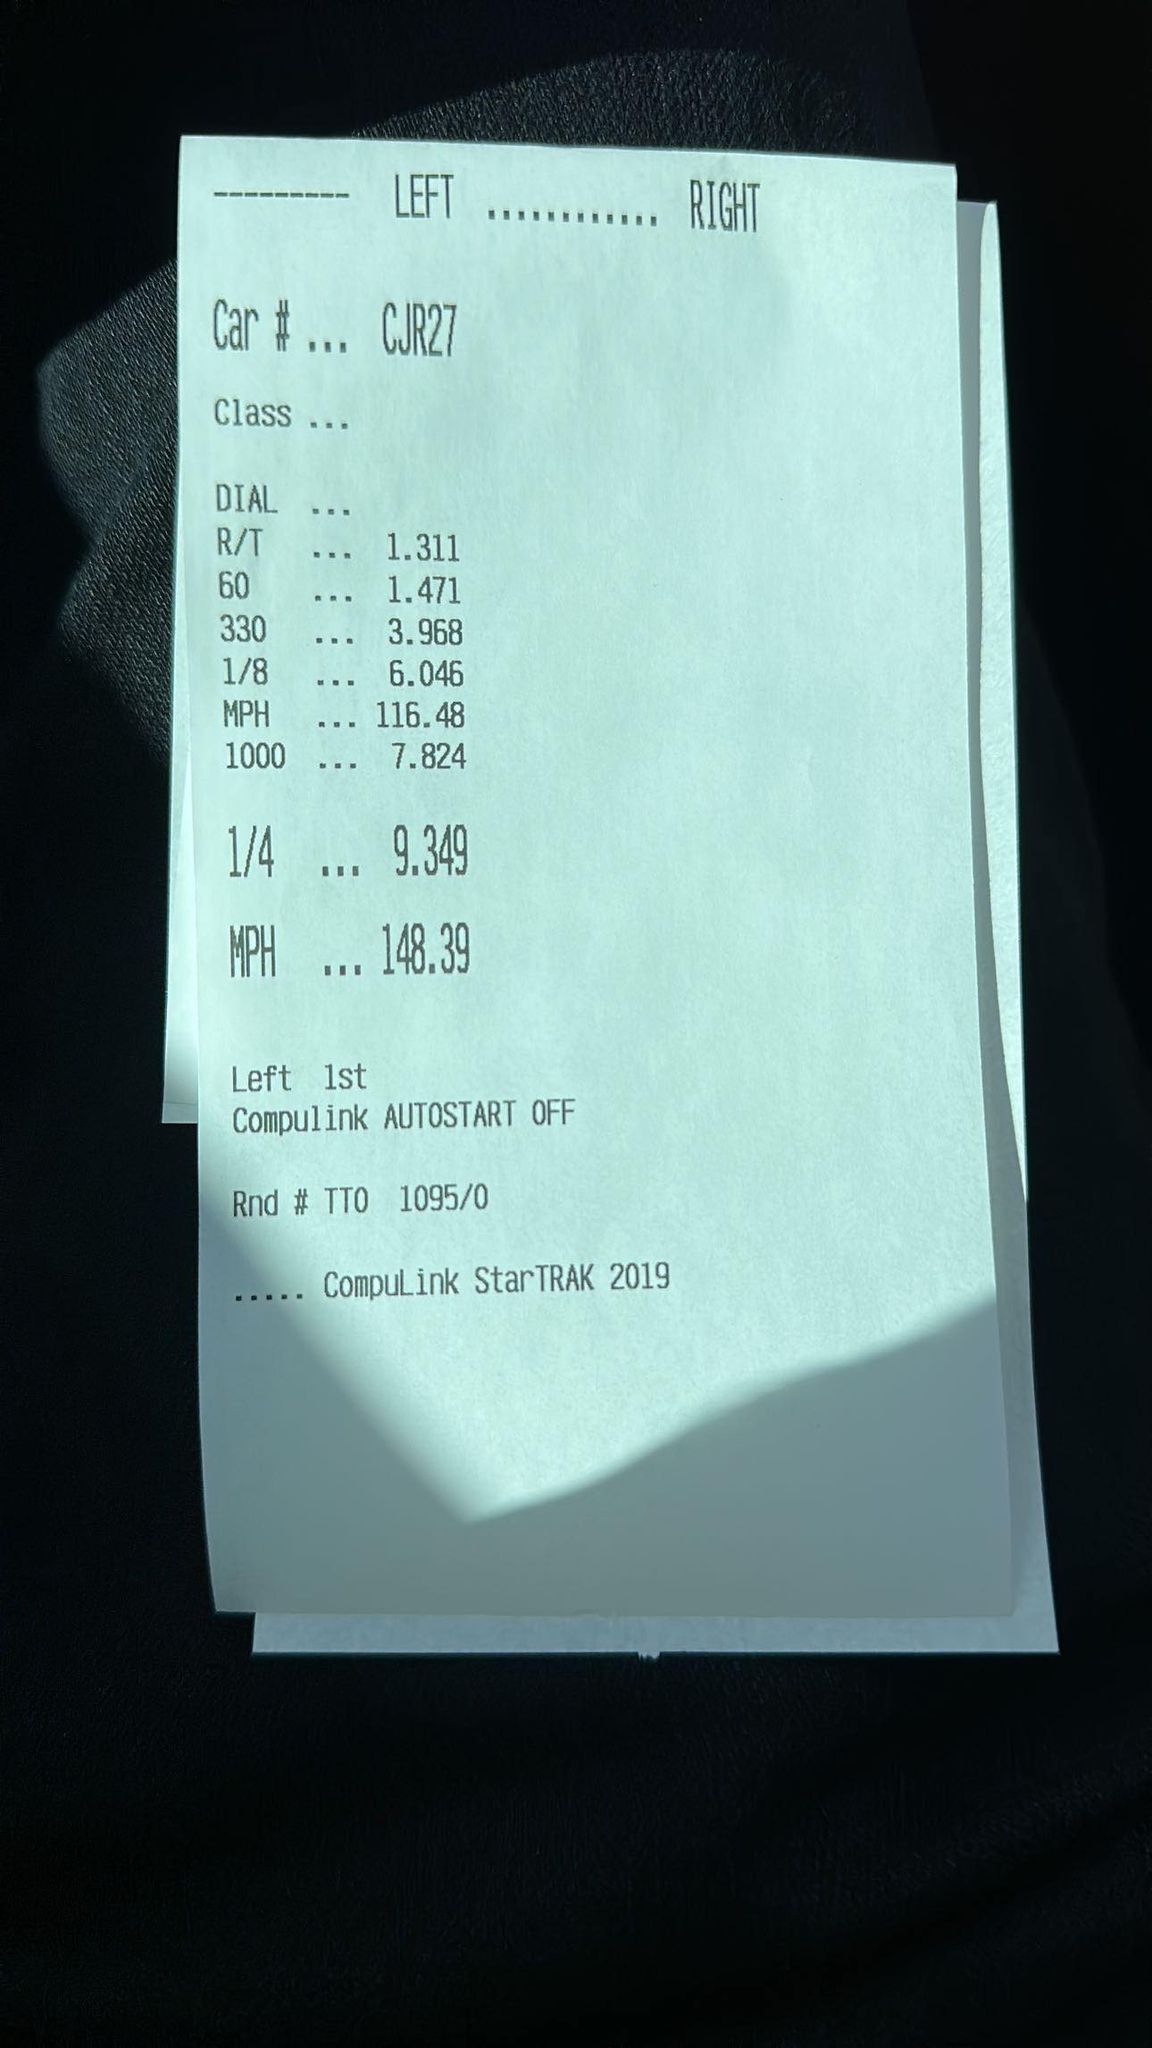 --------- LEFT ............ RIGHT
Car # ... CJR27
Class ...
DIAL ...
R/T ... 1.311
60 ... 1.471
330 ... 3.968
1/8 ... 6.046
MPH ... 116.48
1000 ... 7.824
1/4 ... 9.349
MPH ... 148.39
Left 1st
Compulink AUTOSTART OFF
Rnd # TTO 1095/0
..... CompuLink StarTRAK 2019